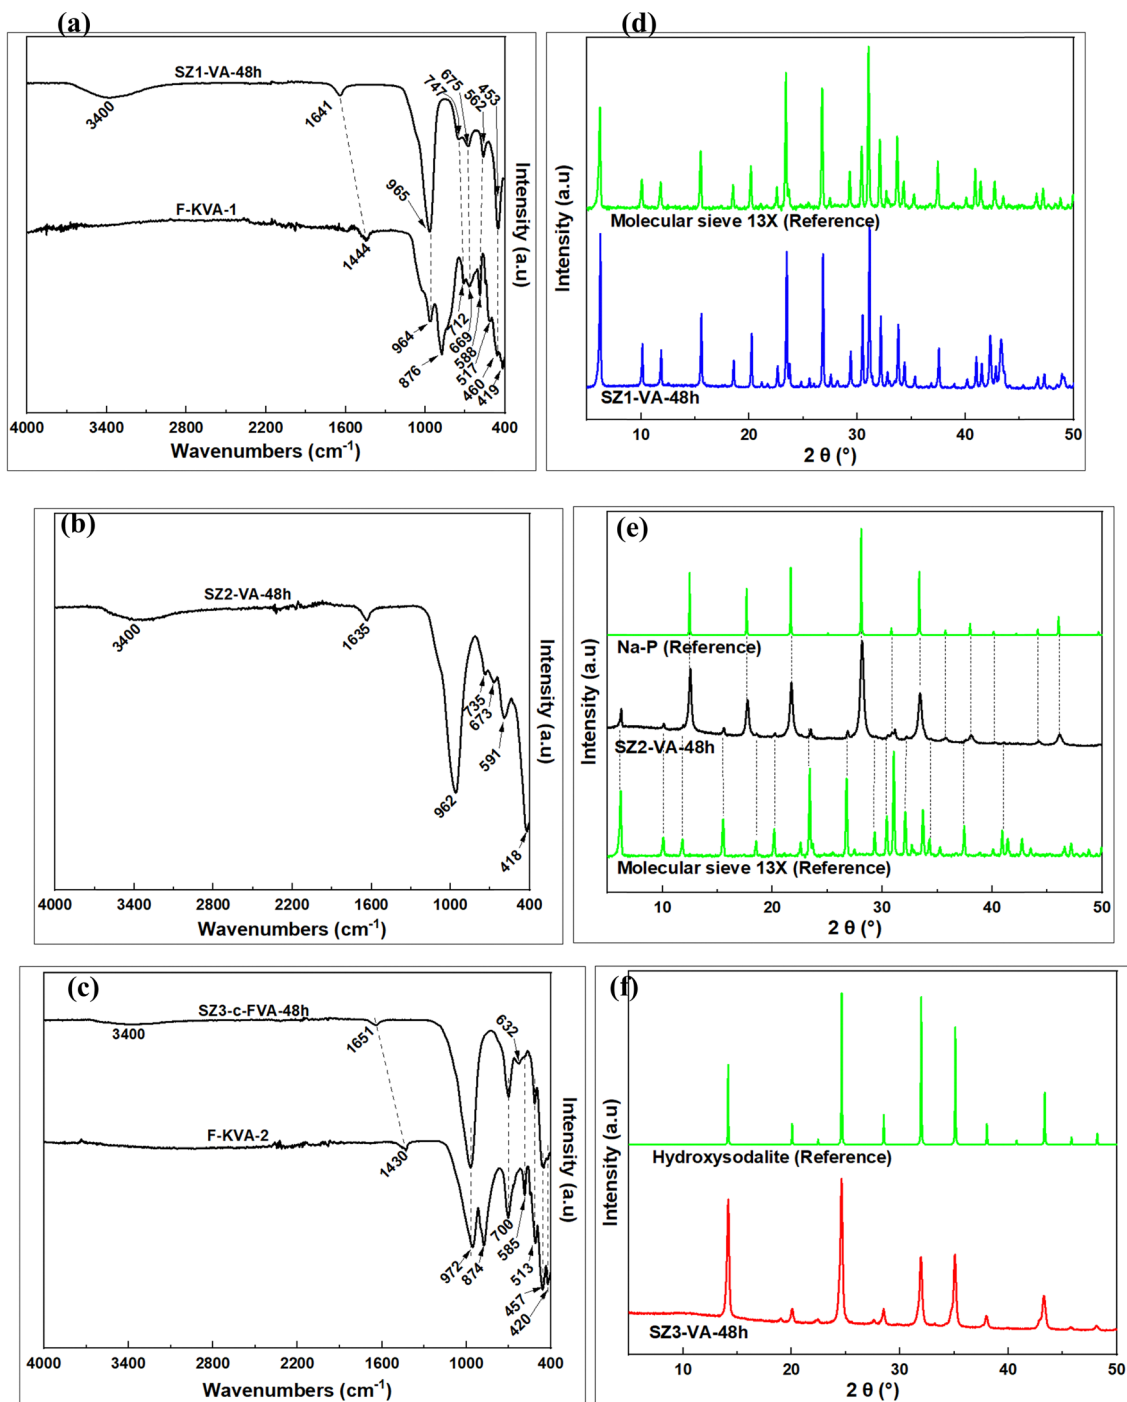 (a)
SZ1-VA-48h
3400
1641
965
747
675
562
453
F-KVA-1
1444
964
876
712
669
588
517
460
419
4000 3400 2800 2200 1600 1000 400
Wavenumbers (cm⁻¹)
Intensity (a.u)
(d)
Intensity (a.u)
Molecular sieve 13X (Reference)
SZ1-VA-48h
10 20 30 40 50
2 θ (°)
(b)
SZ2-VA-48h
3400
1635
962
735
673
591
418
4000 3400 2800 2200 1600 1000 400
Wavenumbers (cm⁻¹)
Intensity (a.u)
(e)
Intensity (a.u)
Na-P (Reference)
SZ2-VA-48h
Molecular sieve 13X (Reference)
10 20 30 40 50
2 θ (°)
(c)
SZ3-c-FVA-48h
3400
1651
632
F-KVA-2
1430
972
874
700
585
513
457
420
4000 3400 2800 2200 1600 1000 400
Wavenumbers (cm⁻¹)
Intensity (a.u)
(f)
Intensity (a.u)
Hydroxysodalite (Reference)
SZ3-VA-48h
10 20 30 40 50
2 θ (°)